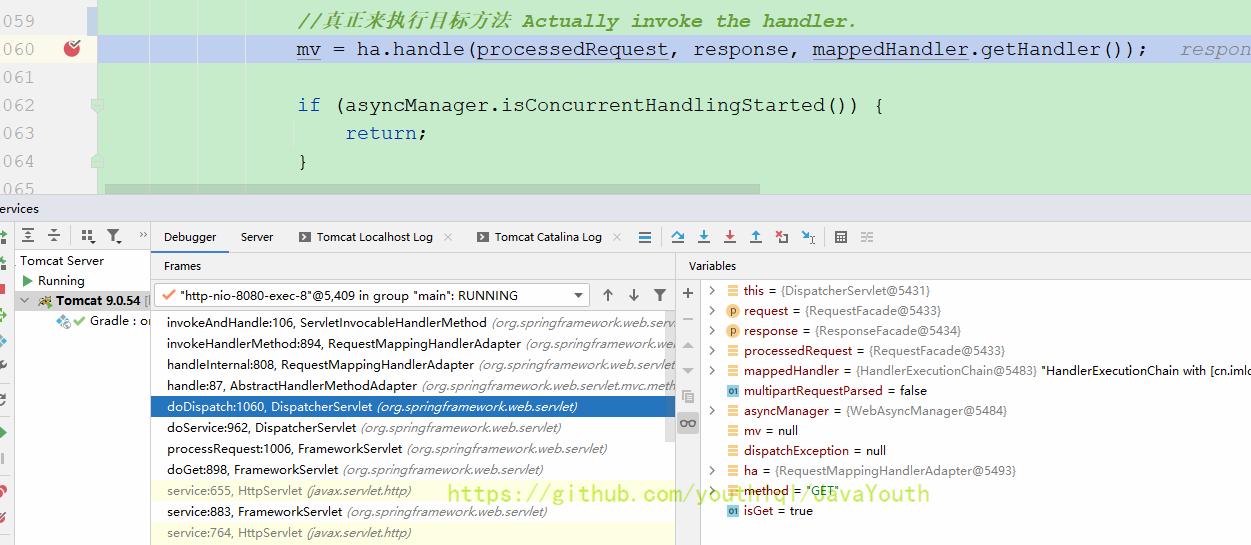 059 //真正来执行目标方法 Actually invoke the handler.
060 mv = ha.handle(processedRequest, response, mappedHandler.getHandler()); respon
061
062 if (asyncManager.isConcurrentHandlingStarted()) {
063 return;
064 }
065
ervices
Debugger Server Tomcat Localhost Log Tomcat Catalina Log
Tomcat Server
Running
Tomcat 9.0.54
Gradle : or
Frames
"http-nio-8080-exec-8"@5,409 in group "main": RUNNING
invokeAndHandle:106, ServletInvocableHandlerMethod (org.springframework.web.serv
invokeHandlerMethod:894, RequestMappingHandlerAdapter (org.springframework.we
handleInternal:808, RequestMappingHandlerAdapter (org.springframework.web.servl
handle:87, AbstractHandlerMethodAdapter (org.springframework.web.servlet.mvc.meth
doDispatch:1060, DispatcherServlet (org.springframework.web.servlet)
doService:962, DispatcherServlet (org.springframework.web.servlet)
processRequest:1006, FrameworkServlet (org.springframework.web.servlet)
doGet:898, FrameworkServlet (org.springframework.web.servlet)
service:655, HttpServlet (javax.servlet.http)
service:883, FrameworkServlet (org.springframework.web.servlet)
service:764, HttpServlet (javax.servlet.http)
Variables
this = {DispatcherServlet@5431}
request = {RequestFacade@5433}
response = {ResponseFacade@5434}
processedRequest = {RequestFacade@5433}
mappedHandler = {HandlerExecutionChain@5483} "HandlerExecutionChain with [cn.imlc
multipartRequestParsed = false
asyncManager = {WebAsyncManager@5484}
mv = null
dispatchException = null
ha = {RequestMappingHandlerAdapter@5493}
method = "GET"
isGet = true
https://github.com/youthlql/JavaYouth